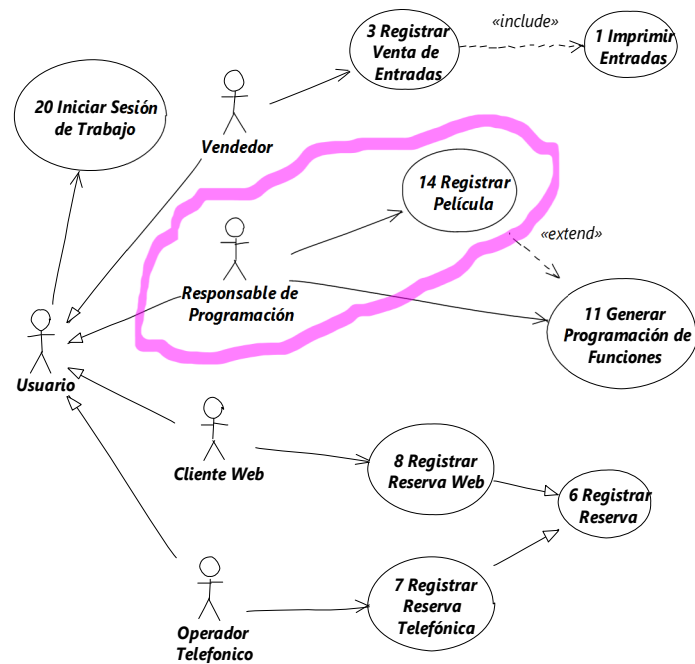 3 Registrar
Venta de
Entradas
«include»
1 Imprimir
Entradas
20 Iniciar Sesión
de Trabajo
Vendedor
14 Registrar
Película
«extend»
Responsable de
Programación
11 Generar
Programación de
Funciones
Usuario
Cliente Web
8 Registrar
Reserva Web
6 Registrar
Reserva
7 Registrar
Reserva
Telefónica
Operador
Telefonico